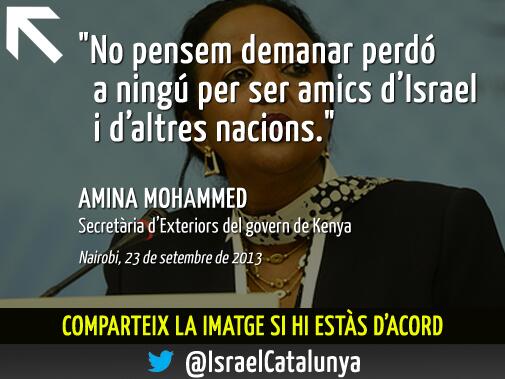 "No pensem demanar perdó
a ningú per ser amics d'Israel
i d'altres nacions."
AMINA MOHAMMED
Secretària d'Exteriors del govern de Kenya
Nairobi, 23 de setembre de 2013
COMPARTEIX LA IMATGE SI HI ESTÀS D'ACORD
@IsraelCatalunya